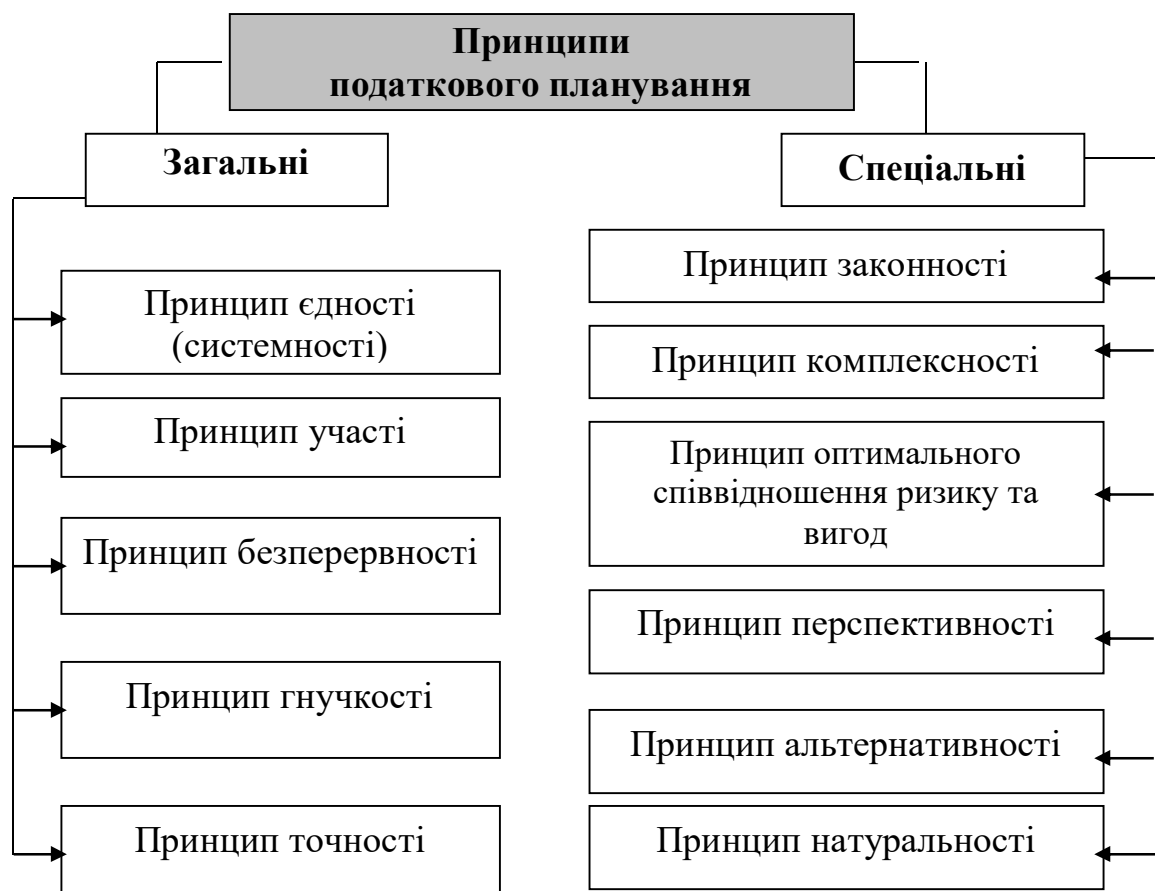 Принципи
податкового планування
Загальні
Спеціальні
Принцип єдності
(системності)
Принцип участі
Принцип безперервності
Принцип гнучкості
Принцип точності
Принцип законності
Принцип комплексності
Принцип оптимального
співвідношення ризику та
вигод
Принцип перспективності
Принцип альтернативності
Принцип натуральності